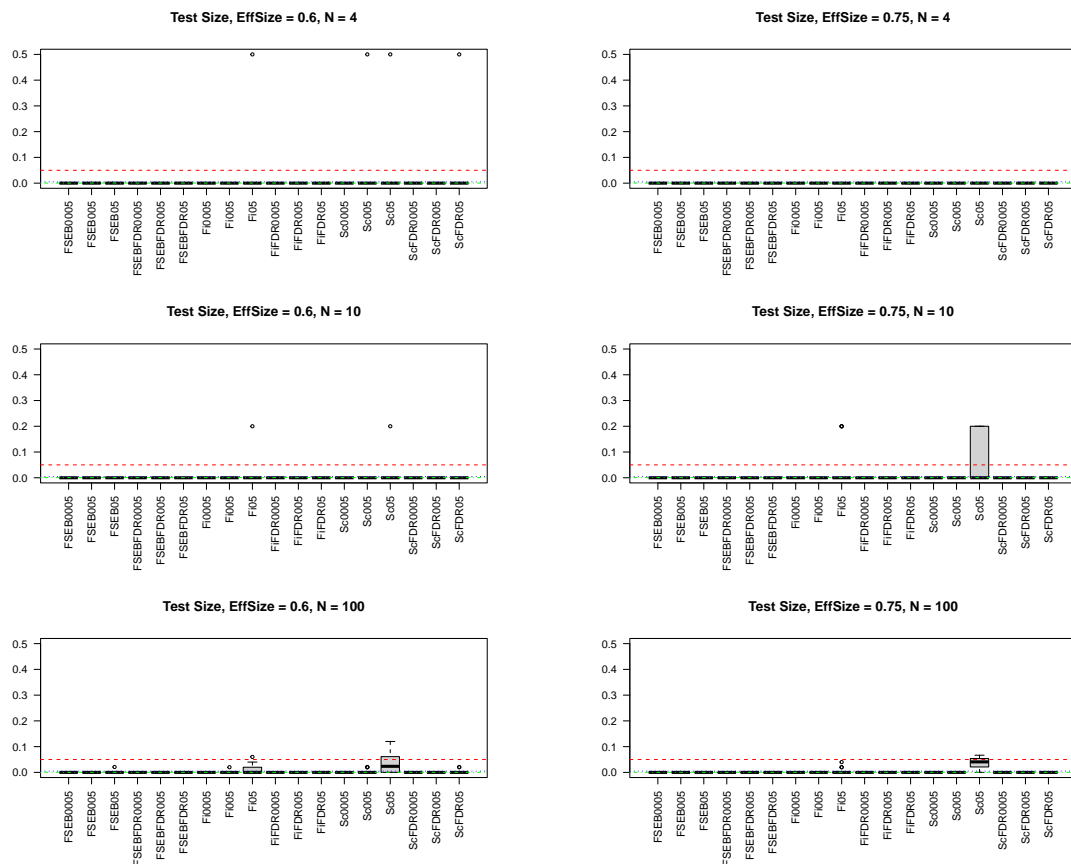 Test Size, EffSize = 0.6, N = 4
0.5
0.4
0.3
0.2
0.1
0.0
FSEB0005
FSEB005
FSEB05
FSEBFDR0005
FSEBFDR005
FSEBFDR05
Fi0005
Fi005
Fi05
FiFDR0005
FiFDR005
FiFDR05
Sc0005
Sc005
Sc05
ScFDR0005
ScFDR005
ScFDR05
Test Size, EffSize = 0.75, N = 4
0.5
0.4
0.3
0.2
0.1
0.0
FSEB0005
FSEB005
FSEB05
FSEBFDR0005
FSEBFDR005
FSEBFDR05
Fi0005
Fi005
Fi05
FiFDR0005
FiFDR005
FiFDR05
Sc0005
Sc005
Sc05
ScFDR0005
ScFDR005
ScFDR05
Test Size, EffSize = 0.6, N = 10
0.5
0.4
0.3
0.2
0.1
0.0
FSEB0005
FSEB005
FSEB05
FSEBFDR0005
FSEBFDR005
FSEBFDR05
Fi0005
Fi005
Fi05
FiFDR0005
FiFDR005
FiFDR05
Sc0005
Sc005
Sc05
ScFDR0005
ScFDR005
ScFDR05
Test Size, EffSize = 0.75, N = 10
0.5
0.4
0.3
0.2
0.1
0.0
FSEB0005
FSEB005
FSEB05
FSEBFDR0005
FSEBFDR005
FSEBFDR05
Fi0005
Fi005
Fi05
FiFDR0005
FiFDR005
FiFDR05
Sc0005
Sc005
Sc05
ScFDR0005
ScFDR005
ScFDR05
Test Size, EffSize = 0.6, N = 100
0.5
0.4
0.3
0.2
0.1
0.0
FSEB0005
FSEB005
FSEB05
FSEBFDR0005
FSEBFDR005
FSEBFDR05
Fi0005
Fi005
Fi05
FiFDR0005
FiFDR005
FiFDR05
Sc0005
Sc005
Sc05
ScFDR0005
ScFDR005
ScFDR05
Test Size, EffSize = 0.75, N = 100
0.5
0.4
0.3
0.2
0.1
0.0
FSEB0005
FSEB005
FSEB05
FSEBFDR0005
FSEBFDR005
FSEBFDR05
Fi0005
Fi005
Fi05
FiFDR0005
FiFDR005
FiFDR05
Sc0005
Sc005
Sc05
ScFDR0005
ScFDR005
ScFDR05